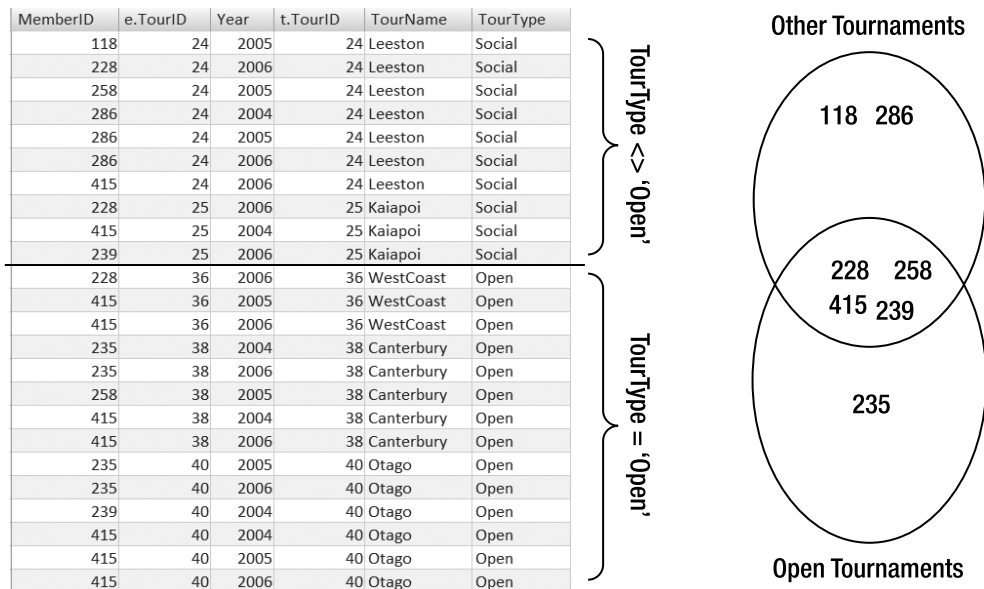 MemberID e.TourID Year t.TourID TourName TourType
118 24 2005 24 Leeston Social
228 24 2006 24 Leeston Social
258 24 2005 24 Leeston Social
286 24 2004 24 Leeston Social
286 24 2005 24 Leeston Social
286 24 2006 24 Leeston Social
415 24 2006 24 Leeston Social
228 25 2006 25 Kaiapoi Social
415 25 2004 25 Kaiapoi Social
239 25 2006 25 Kaiapoi Social
228 36 2006 36 WestCoast Open
415 36 2005 36 WestCoast Open
415 36 2006 36 WestCoast Open
235 38 2004 38 Canterbury Open
235 38 2006 38 Canterbury Open
258 38 2005 38 Canterbury Open
415 38 2004 38 Canterbury Open
415 38 2006 38 Canterbury Open
235 40 2005 40 Otago Open
235 40 2006 40 Otago Open
239 40 2004 40 Otago Open
415 40 2004 40 Otago Open
415 40 2005 40 Otago Open
415 40 2006 40 Otago Open
TourType <> ‘Open’
TourType = ‘Open’
Other Tournaments
118 286
228 258
415 239
235
Open Tournaments